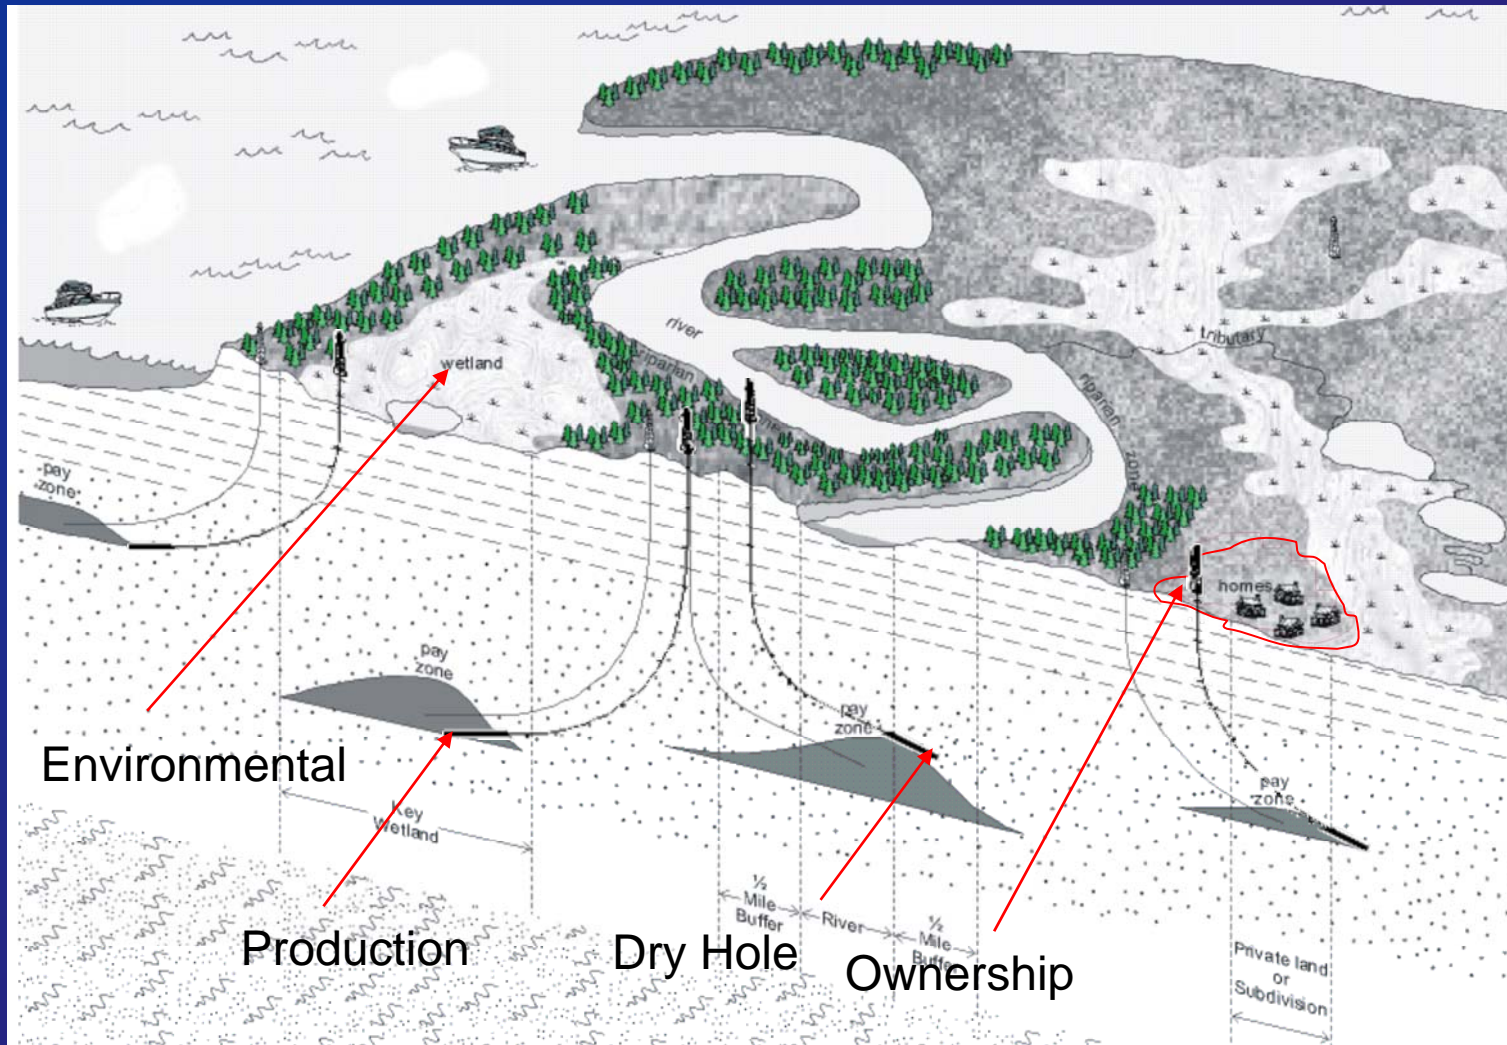 river
wetland
riparian
tributary
riparian
zone
pay
zone
homes
pay
zone
pay
zone
pay
zone
Environmental
Key
Wetland
½
Mile
Buffer
River
½
Mile
Buffer
Production
Dry Hole
Ownership
Private land
or
Subdivision